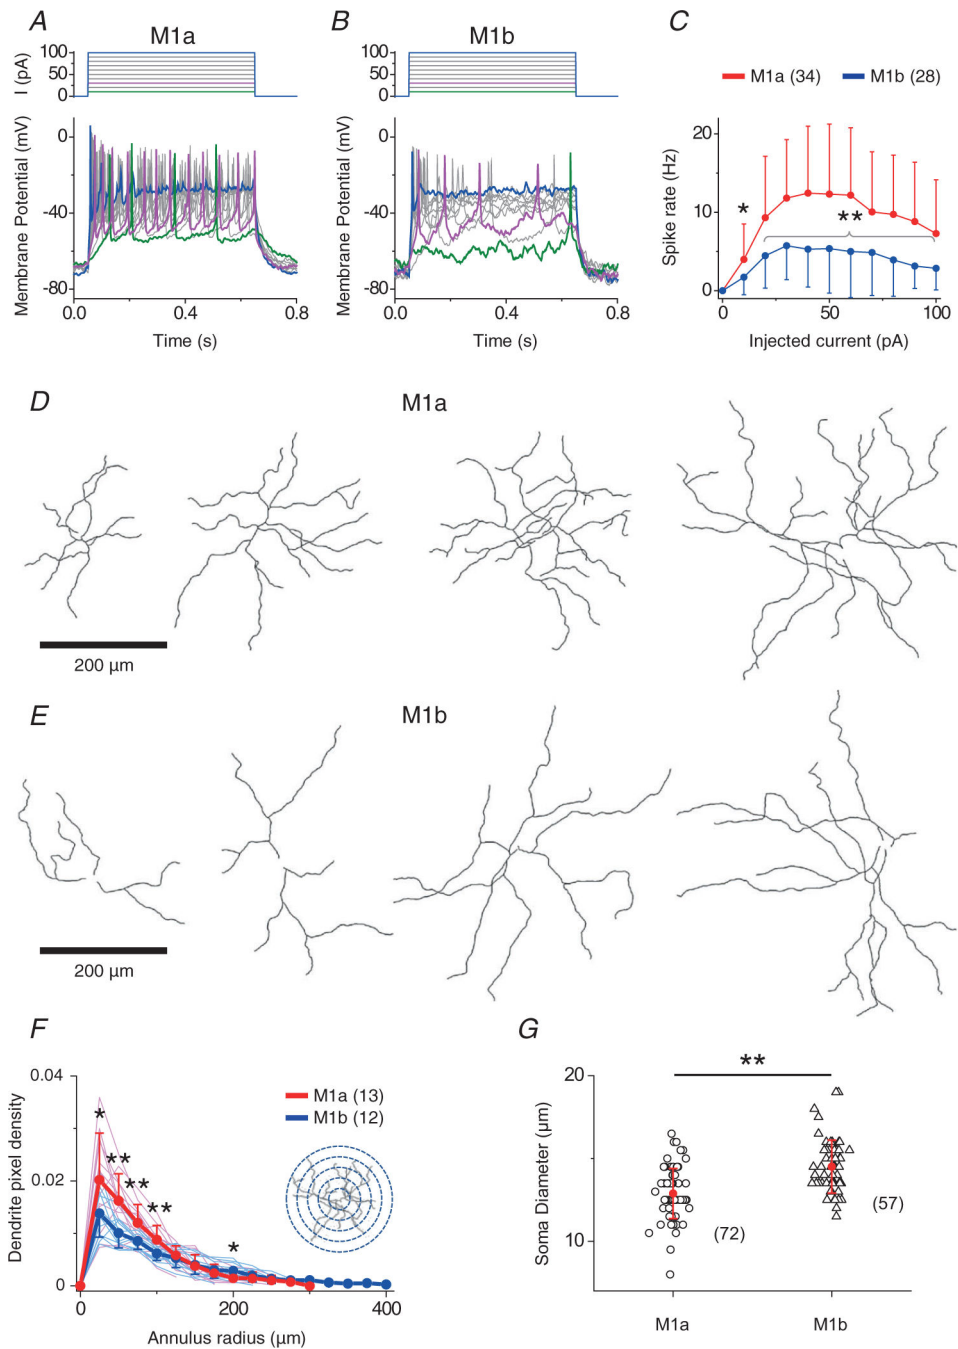 A
M1a
B
M1b
C
100
50
0
I (pA)
100
50
0
M1a (34)
M1b (28)
0
-40
-80
Membrane Potential (mV)
0.0
0.4
0.8
Time (s)
0
-40
-80
Membrane Potential (mV)
0.0
0.4
0.8
Time (s)
20
10
0
Spike rate (Hz)
*
**
0
50
100
Injected current (pA)
D
M1a
200 µm
E
M1b
200 µm
F
0.04
0.02
0
Dendrite pixel density
*
**
**
**
*
M1a (13)
M1b (12)
0
200
400
Annulus radius (µm)
G
20
10
Soma Diameter (µm)
**
(72)
(57)
M1a
M1b